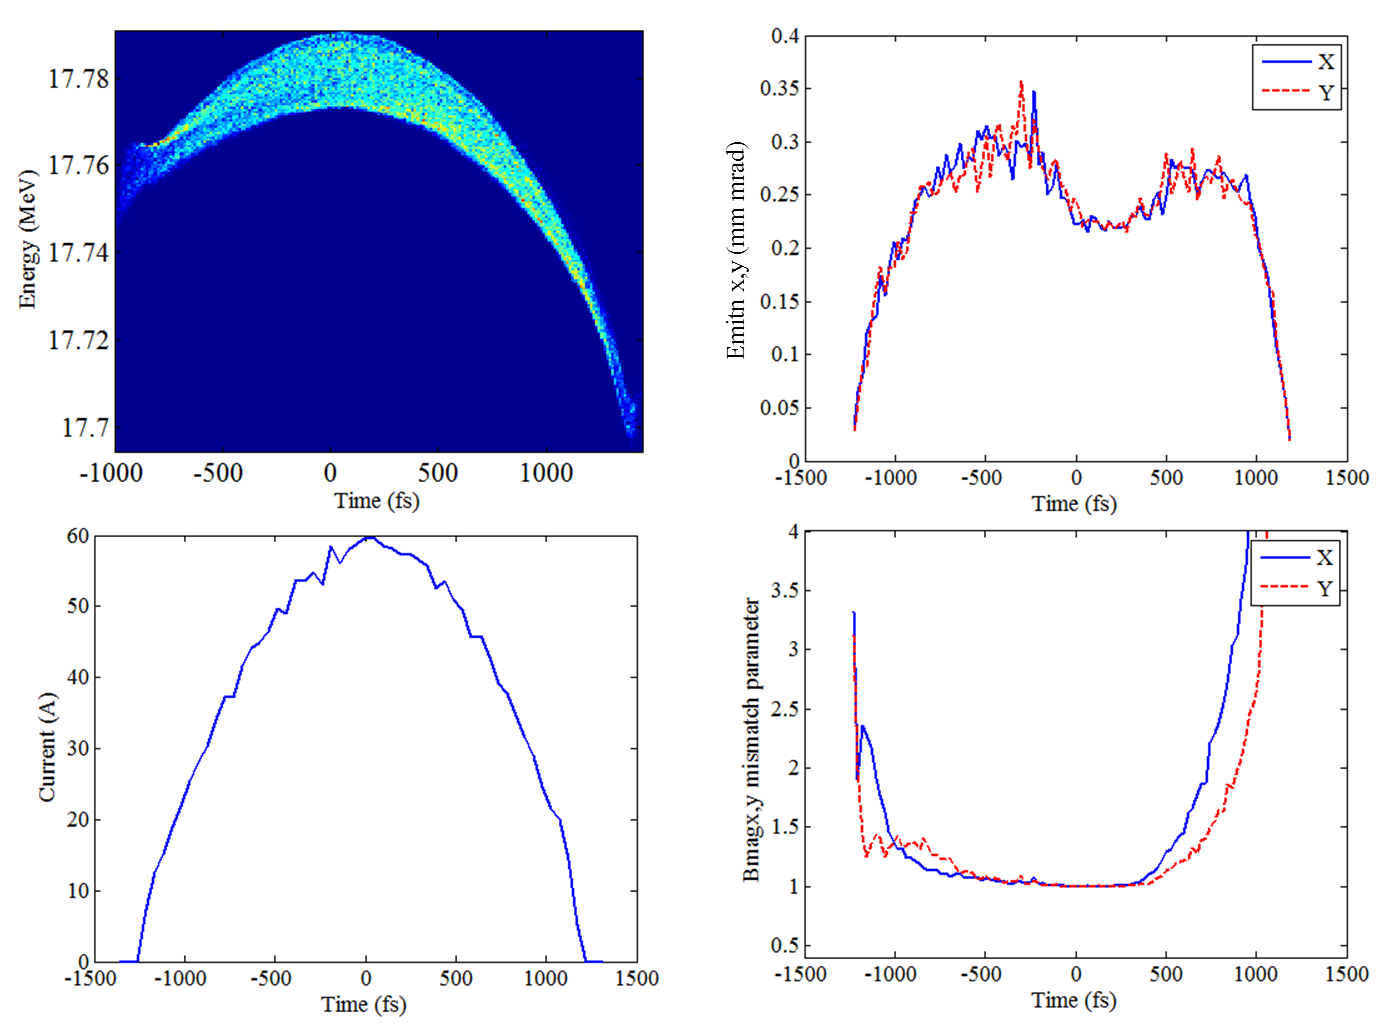 17.78
17.76
17.74
17.72
17.7
Energy (MeV)
-1000 -500 0 500 1000
Time (fs)
0.4
0.35
0.3
0.25
0.2
0.15
0.1
0.05
0
Emitn x,y (mm mrad)
X
Y
-1500 -1000 -500 0 500 1000 1500
Time (fs)
60
50
40
30
20
10
0
Current (A)
-1500 -1000 -500 0 500 1000 1500
Time (fs)
4
3.5
3
2.5
2
1.5
1
0.5
Bmagx,y mismatch parameter
X
Y
-1500 -1000 -500 0 500 1000 1500
Time (fs)